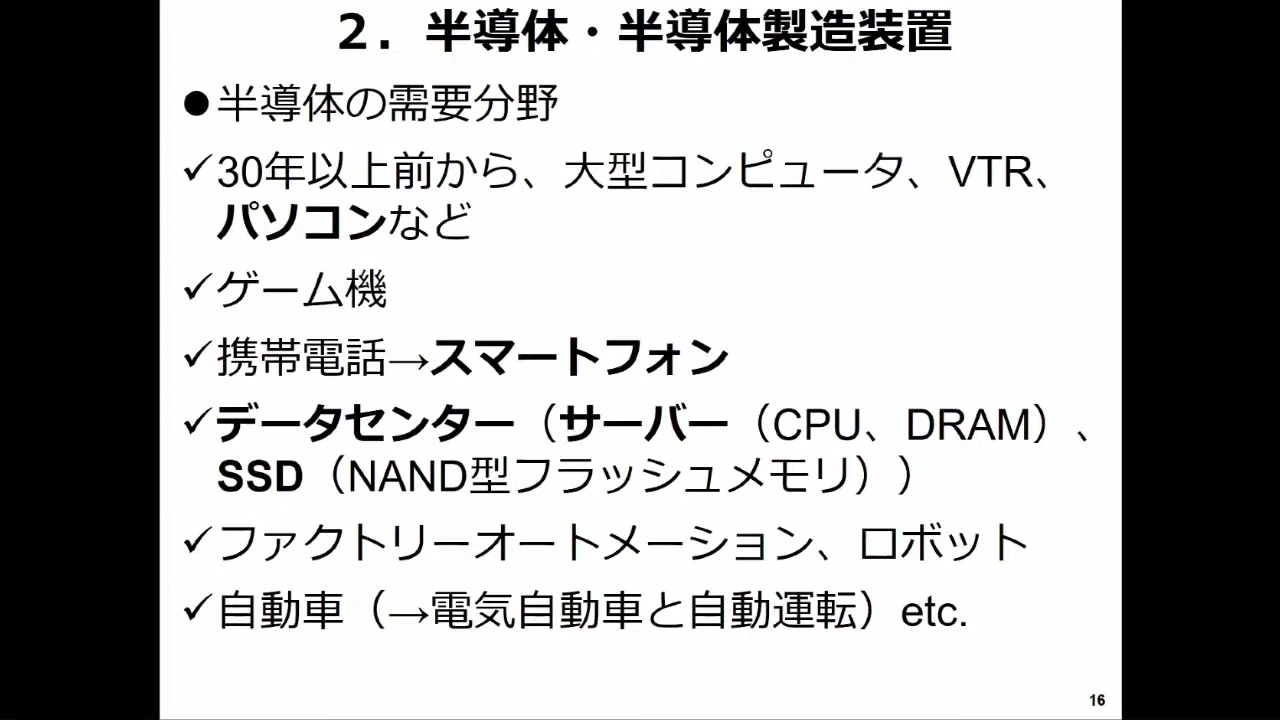 ２．半導体・半導体製造装置
●半導体の需要分野
✓30年以上前から、大型コンピュータ、VTR、
パソコンなど
✓ゲーム機
✓携帯電話→スマートフォン
✓データセンター（サーバー（CPU、DRAM）、
SSD（NAND型フラッシュメモリ））
✓ファクトリーオートメーション、ロボット
✓自動車（→電気自動車と自動運転）etc.
16